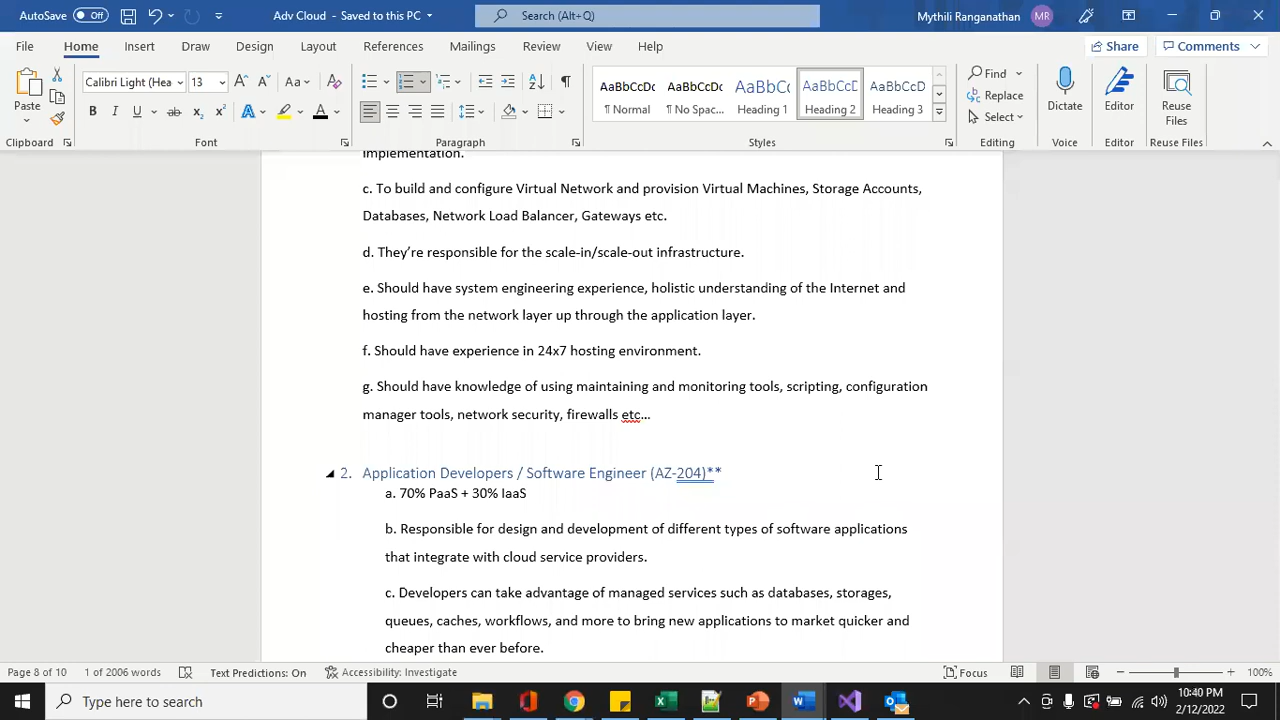 AutoSave Off Adv Cloud - Saved to this PC Search (Alt+Q) Mythili Ranganathan MR
File Home Insert Draw Design Layout References Mailings Review View Help Share Comments
Paste
Calibri Light (Hea 13 Aa
B I U ab x2 x2 A A
AaBbCcDc AaBbCcDc AaBbCc AaBbCcD AaBbCcD
¶ Normal ¶ No Spac... Heading 1 Heading 2 Heading 3
Find
Replace
Select
Dictate
Editor
Reuse
Files
Clipboard Font Paragraph Styles Editing Voice Editor Reuse Files
implementation.
c. To build and configure Virtual Network and provision Virtual Machines, Storage Accounts,
Databases, Network Load Balancer, Gateways etc.
d. They’re responsible for the scale-in/scale-out infrastructure.
e. Should have system engineering experience, holistic understanding of the Internet and
hosting from the network layer up through the application layer.
f. Should have experience in 24x7 hosting environment.
g. Should have knowledge of using maintaining and monitoring tools, scripting, configuration
manager tools, network security, firewalls etc…
2. Application Developers / Software Engineer (AZ-204)**
a. 70% PaaS + 30% IaaS
b. Responsible for design and development of different types of software applications
that integrate with cloud service providers.
c. Developers can take advantage of managed services such as databases, storages,
queues, caches, workflows, and more to bring new applications to market quicker and
cheaper than ever before.
Page 8 of 10 1 of 2006 words Text Predictions: On Accessibility: Investigate Focus 100%
Type here to search
10:40 PM
2/12/2022